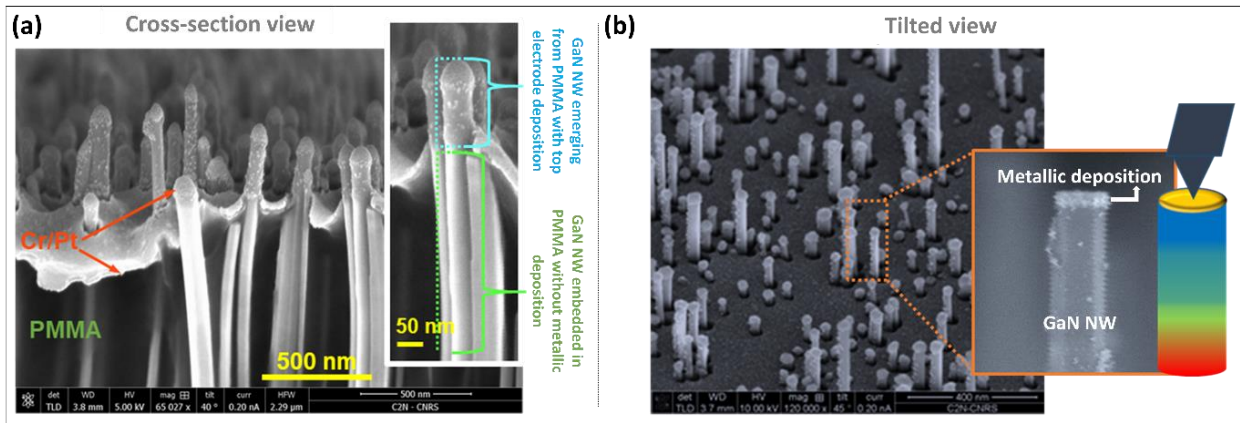 (a)
Cross-section view
GaN NW emerging
from PMMA with top
electrode deposition
GaN NW embedded in
PMMA without metallic
deposition
Cr/Pt
PMMA
50 nm
500 nm
det WD HV mag tilt curr HFW
TLD 3.8 mm 5.00 kV 65 027 x 40 ° 0.20 nA 2.29 µm
500 nm
C2N - CNRS
(b)
Tilted view
Metallic deposition
GaN NW
det WD HV mag tilt curr
TLD 3.7 mm 10.00 kV 120 000 x 45 ° 0.20 nA
400 nm
C2N-CNRS